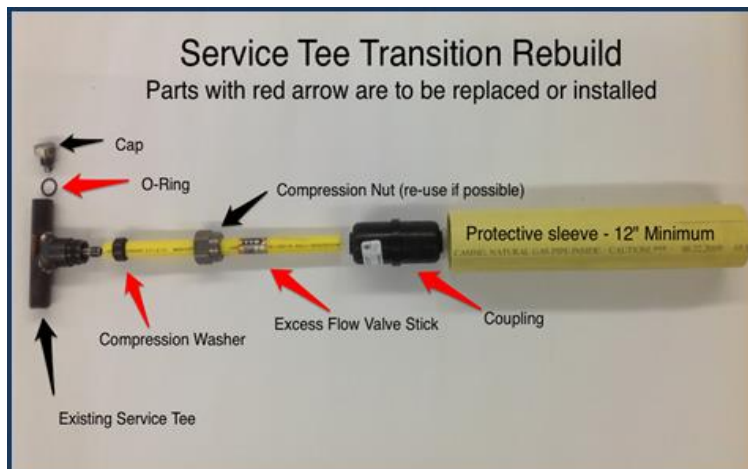 Service Tee Transition Rebuild
Parts with red arrow are to be replaced or installed
Cap
O-Ring
Compression Nut (re-use if possible)
Protective sleeve - 12" Minimum
Compression Washer
Excess Flow Valve Stick
Coupling
Existing Service Tee